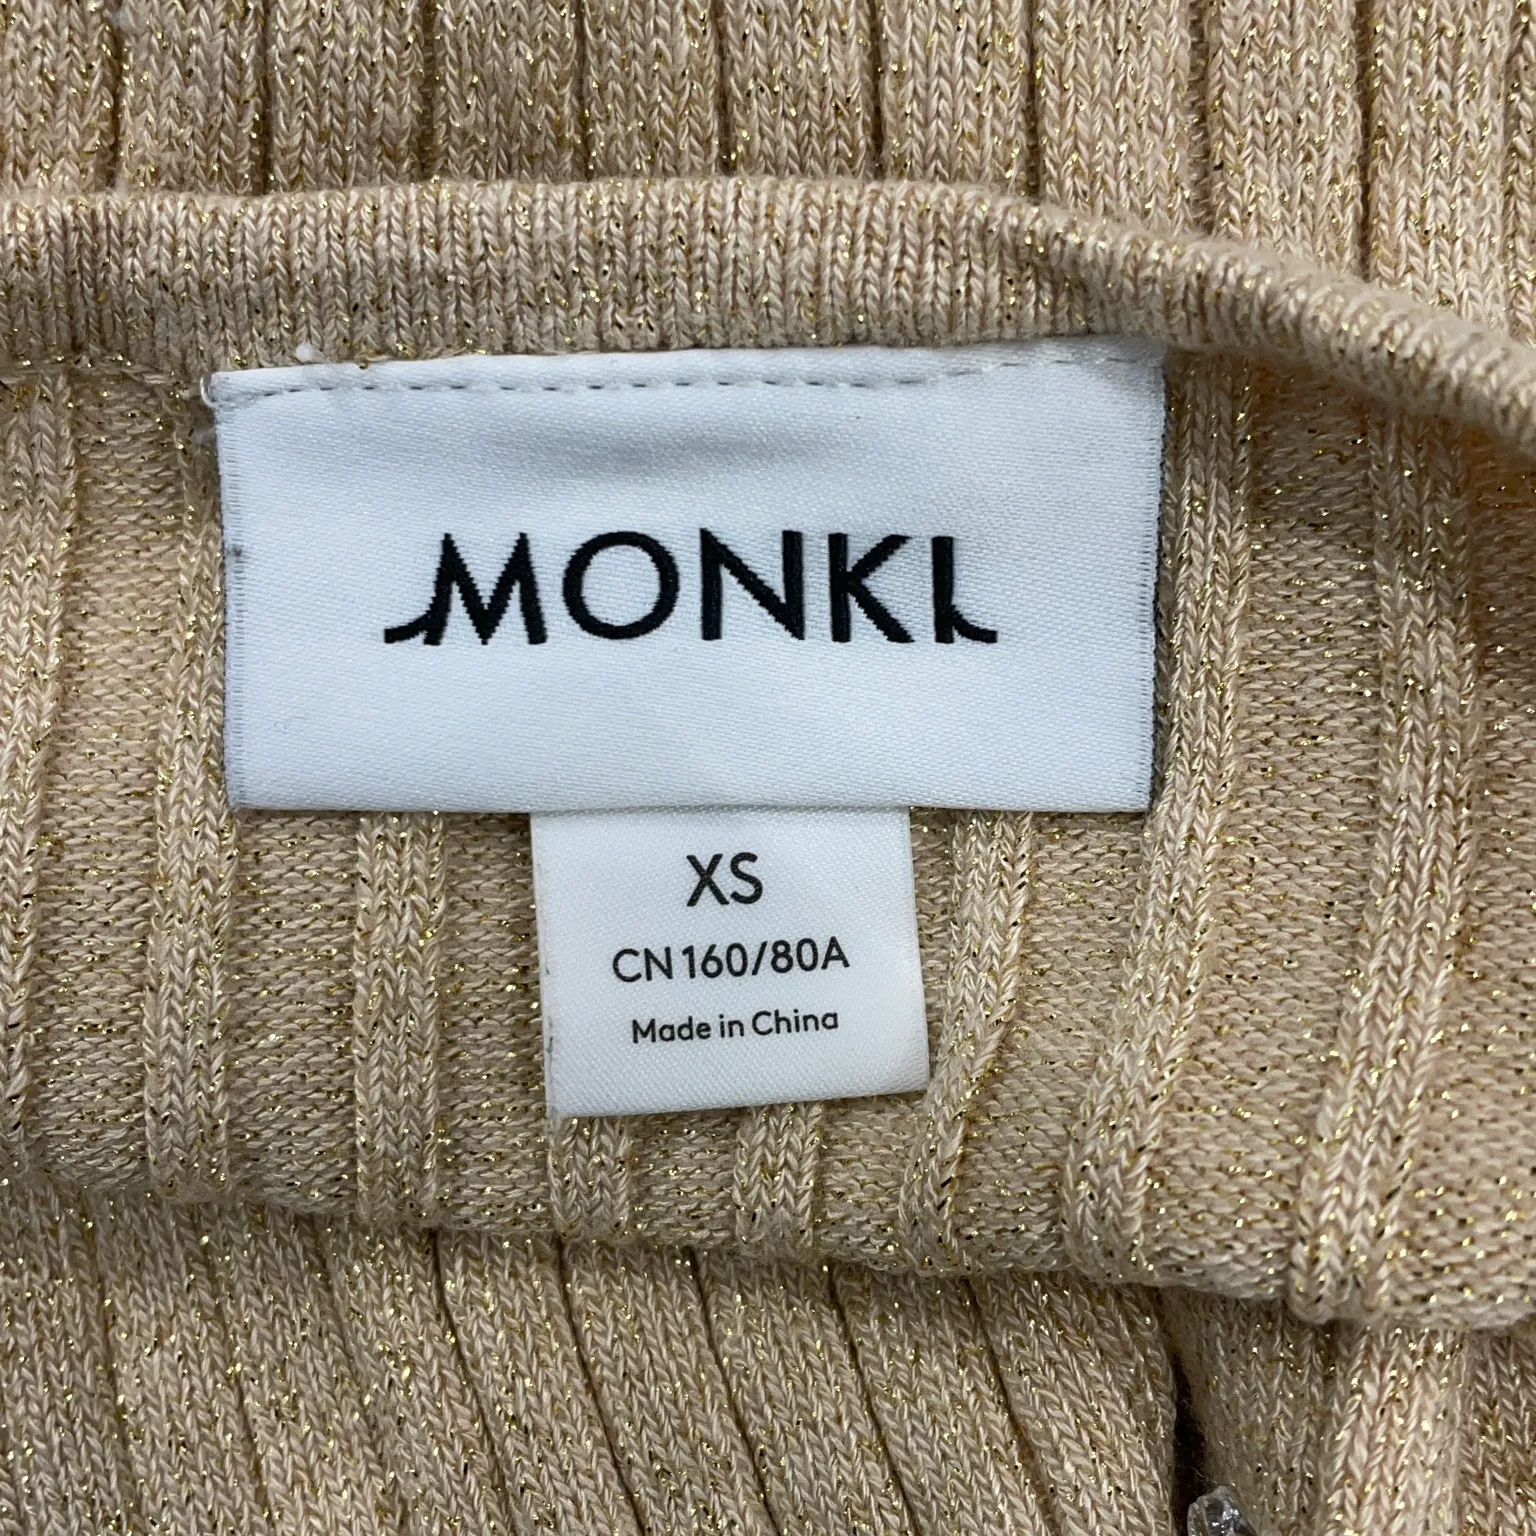 MONKI
XS
CN 160/80A
Made in China